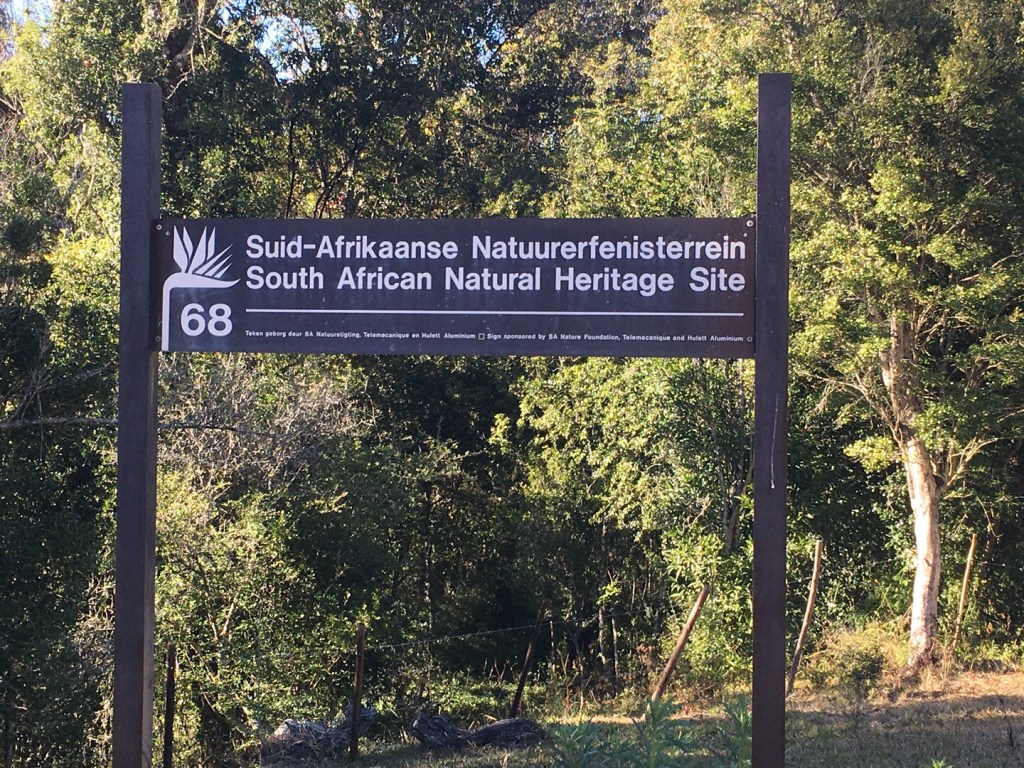 Suid-Afrikaanse Natuurerfenisterrein
South African Natural Heritage Site
68
Teken geborg deur SA Natuurstigting, Telemecanique en Hulett Aluminium □ Sign sponsored by SA Nature Foundation, Telemecanique and Hulett Aluminium